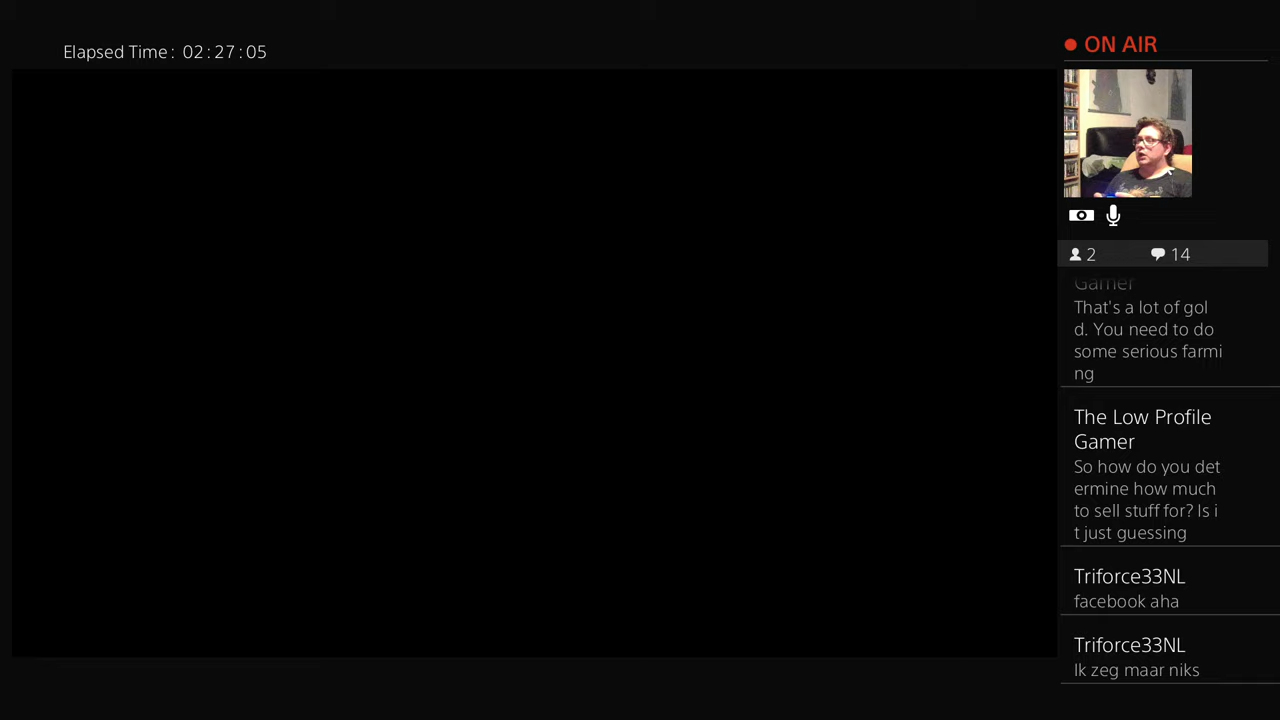 Elapsed Time: 02:27:05
ON AIR
2
14
Gamer
That's a lot of gol
d. You need to do
some serious farmi
ng
The Low Profile
Gamer
So how do you det
ermine how much
to sell stuff for? Is i
t just guessing
Triforce33NL
facebook aha
Triforce33NL
Ik zeg maar niks